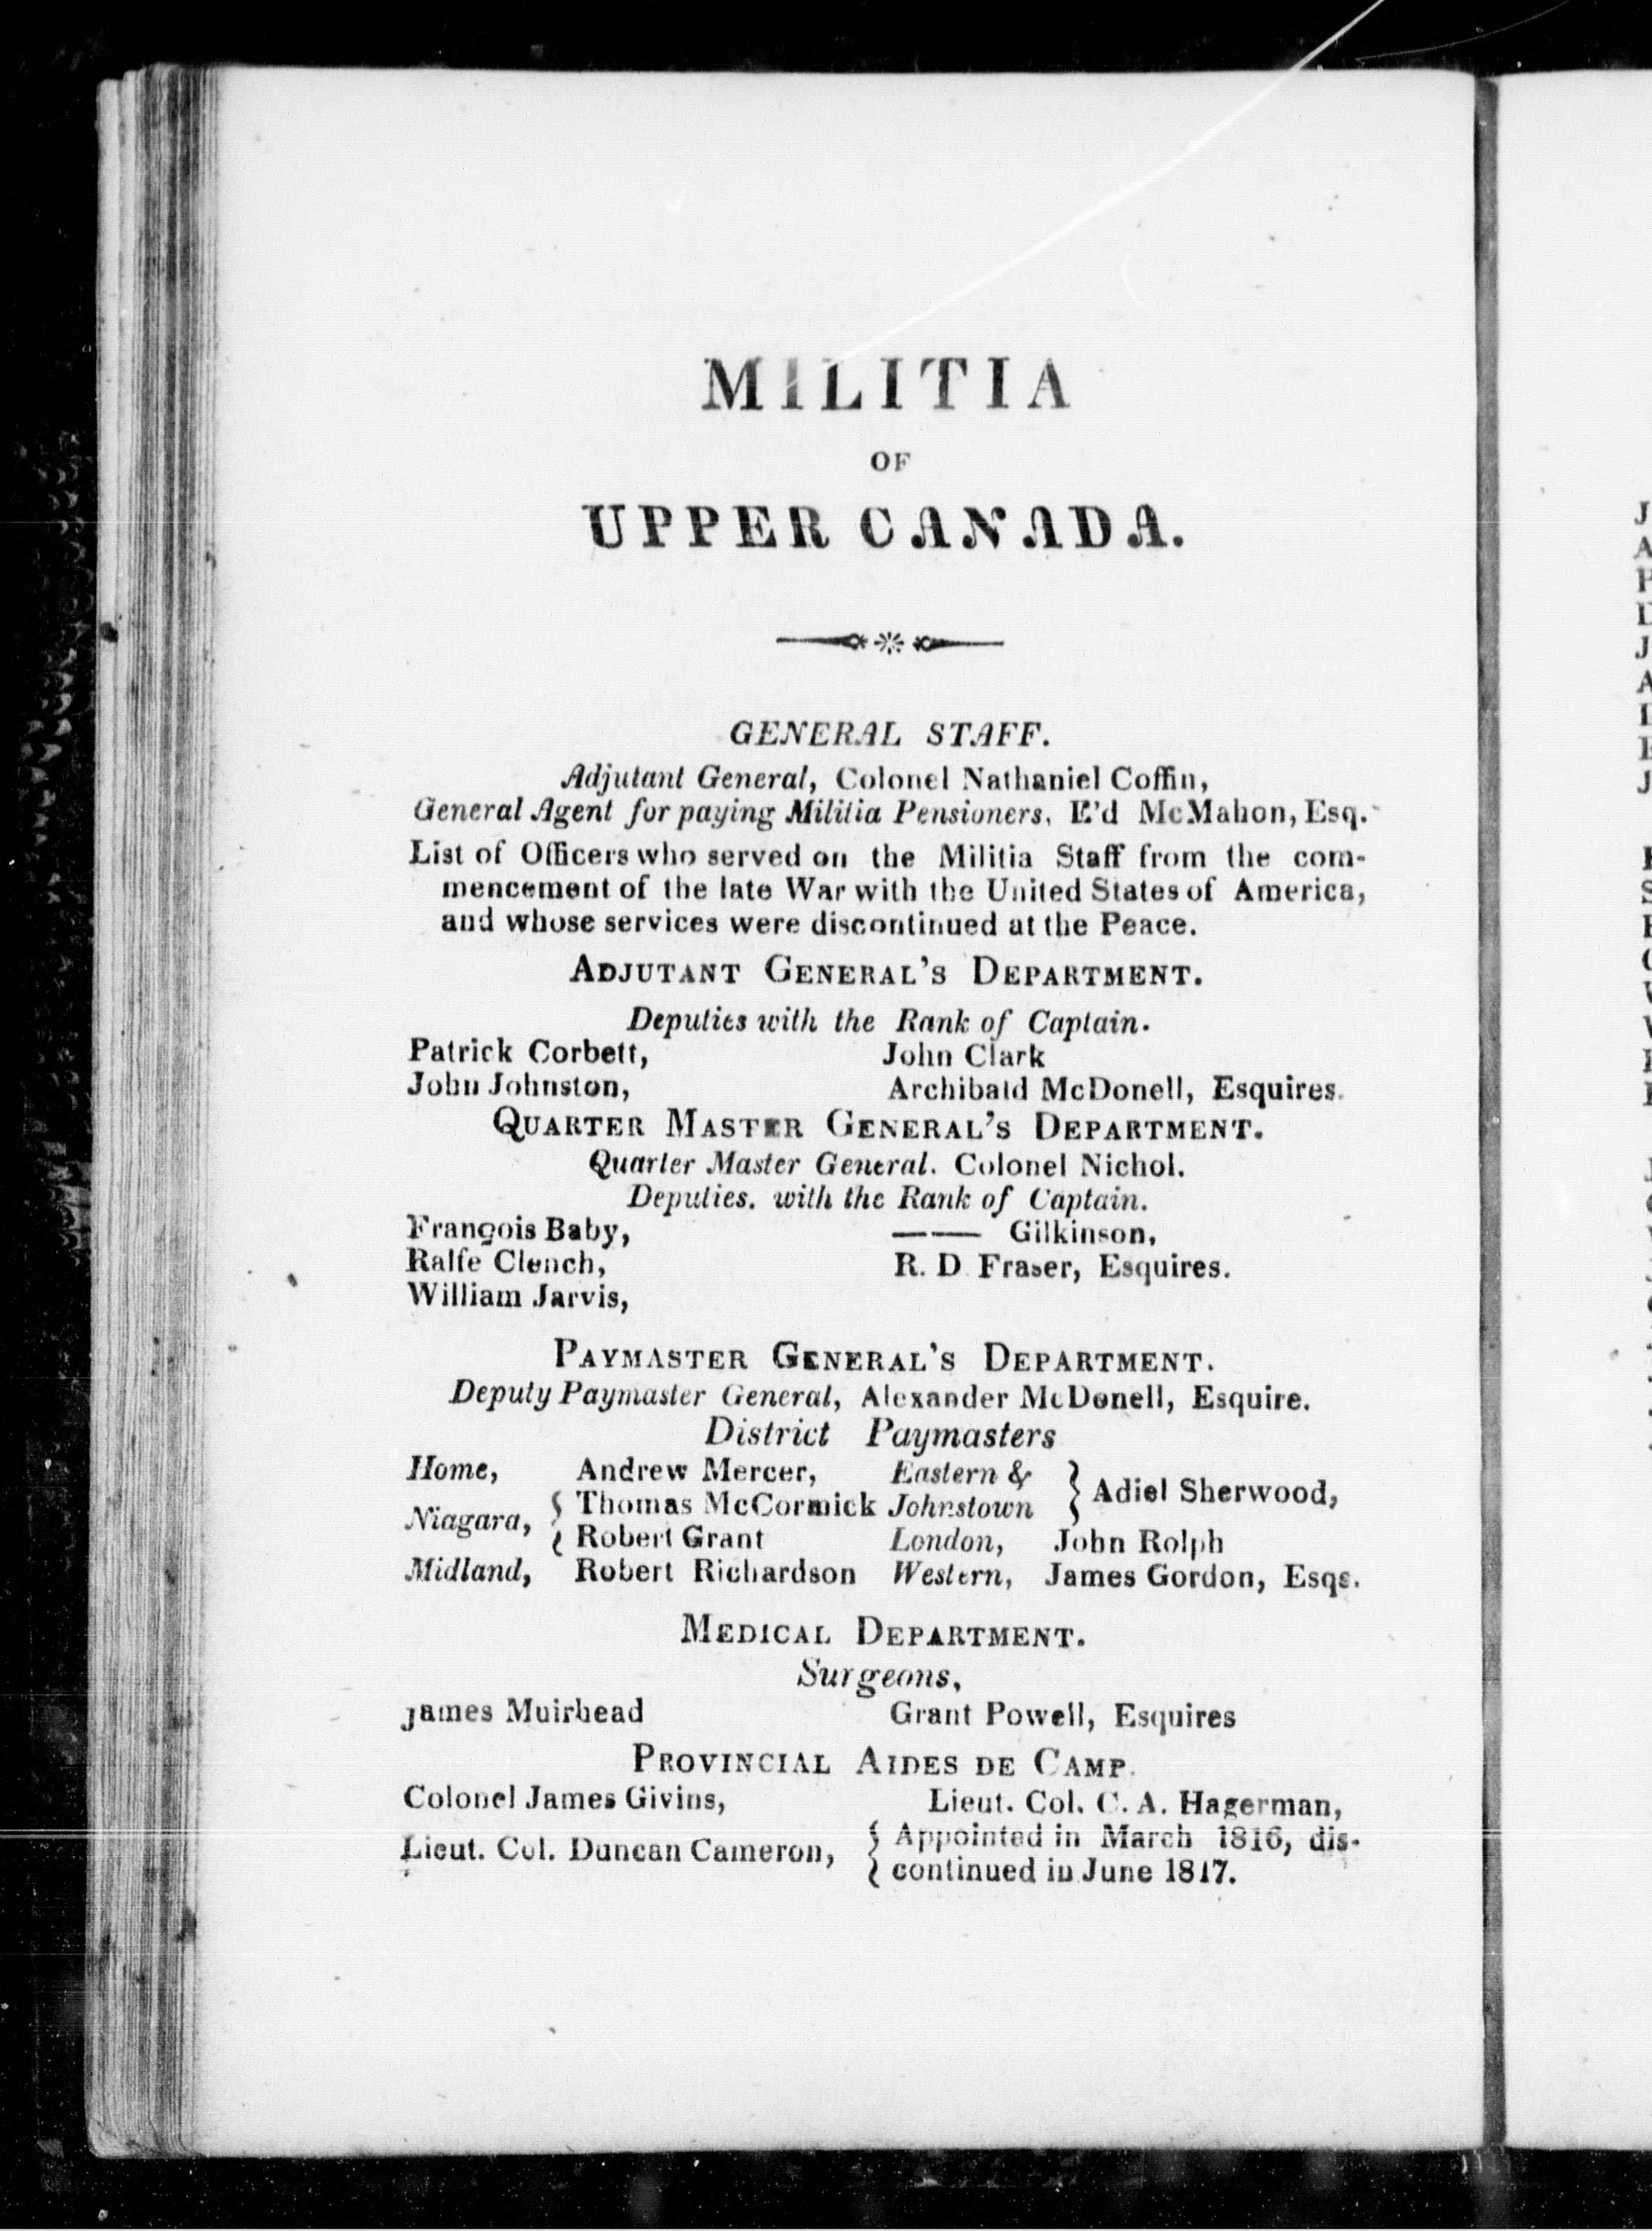 MILITIA
OF
UPPER CANADA.
GENERAL STAFF.
Adjutant General, Colonel Nathaniel Coffin,
General Agent for paying Militia Pensioners, E'd McMahon, Esq.
List of Officers who served on the Militia Staff from the com-
mencement of the late War with the United States of America,
and whose services were discontinued at the Peace.
ADJUTANT GENERAL'S DEPARTMENT.
Deputies with the Rank of Captain.
Patrick Corbett, John Clark
John Johnston, Archibald McDonell, Esquires.
QUARTER MASTER GENERAL'S DEPARTMENT.
Quarter Master General. Colonel Nichol.
Deputies. with the Rank of Captain.
François Baby, —— Gilkinson,
Ralfe Clench, R. D Fraser, Esquires.
William Jarvis,
PAYMASTER GENERAL'S DEPARTMENT.
Deputy Paymaster General, Alexander McDonell, Esquire.
District Paymasters
Home, Andrew Mercer, Eastern & } Adiel Sherwood,
Niagara, { Thomas McCormick Johnstown
Robert Grant London, John Rolph
Midland, Robert Richardson Western, James Gordon, Esqs.
MEDICAL DEPARTMENT.
Surgeons,
James Muirhead Grant Powell, Esquires
PROVINCIAL AIDES DE CAMP.
Colonel James Givins, Lieut. Col. C. A. Hagerman,
Lieut. Col. Duncan Cameron, { Appointed in March 1816, dis-
continued in June 1817.